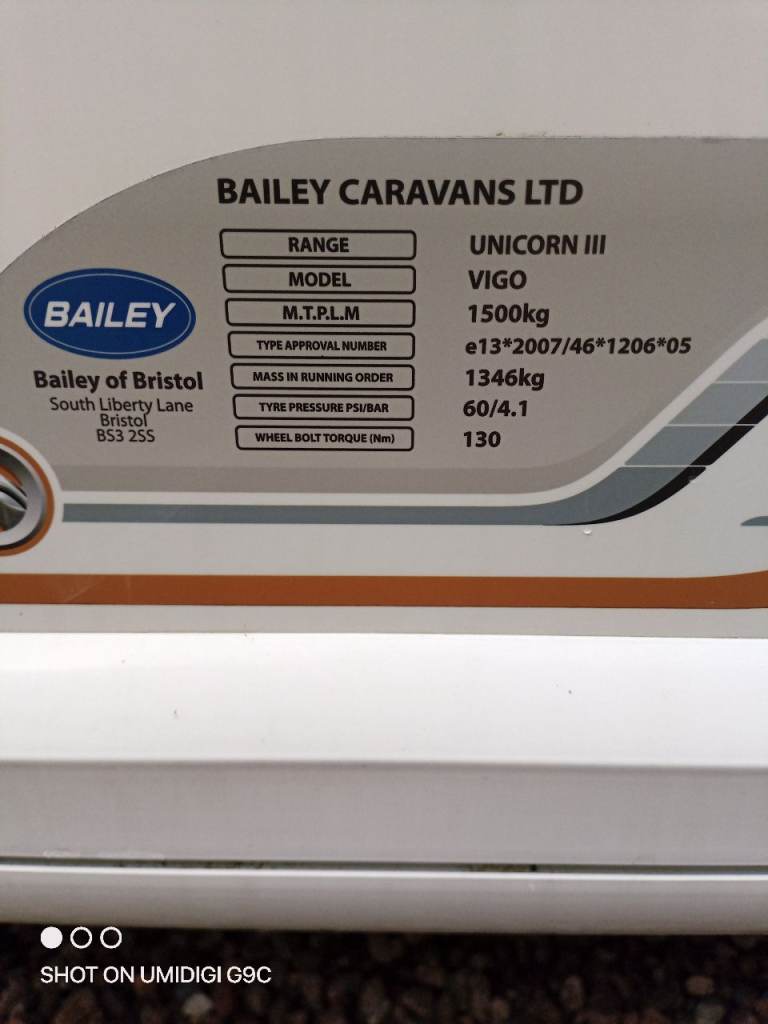 BAILEY CARAVANS LTD
RANGE UNICORN III
MODEL VIGO
M.T.P.L.M 1500kg
TYPE APPROVAL NUMBER e13*2007/46*1206*05
MASS IN RUNNING ORDER 1346kg
TYRE PRESSURE PSI/BAR 60/4.1
WHEEL BOLT TORQUE (Nm) 130
BAILEY
Bailey of Bristol
South Liberty Lane
Bristol
BS3 2SS
SHOT ON UMIDIGI G9C